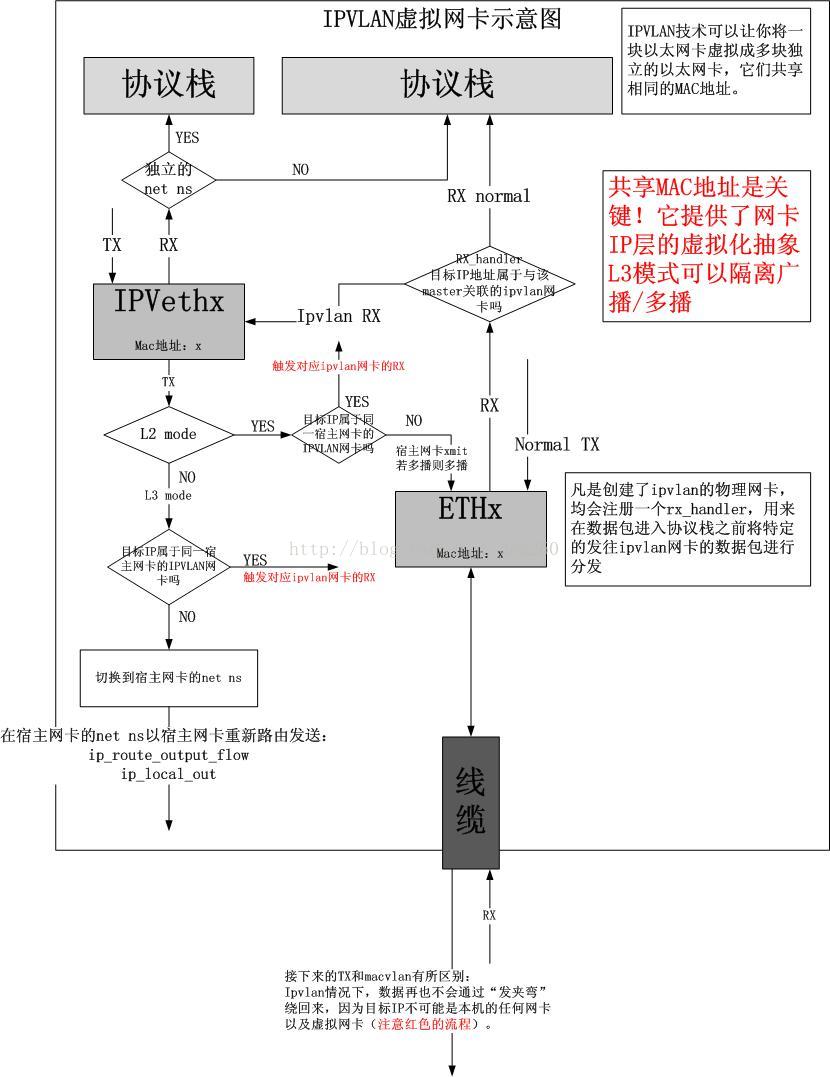 IPVLAN虚拟网卡示意图
IPVLAN技术可以让你将一
块以太网卡虚拟成多块独
立的以太网卡，它们共享
相同的MAC地址。
协议栈
协议栈
YES
独立的
net ns
NO
RX normal
共享MAC地址是关
键！它提供了网卡
IP层的虚拟化抽象
L3模式可以隔离广
播/多播
TX
RX
RX_handler
目标IP地址属于与该
master关联的ipvlan网
卡吗
IPVethx
Mac地址：x
Ipvlan RX
触发对应ipvlan网卡的RX
TX
YES
RX
L2 mode
YES
目标IP属于同
一宿主网卡的
IPVLAN网卡吗
NO
宿主网卡xmit
若多播则多播
Normal TX
NO
L3 mode
ETHx
Mac地址：x
凡是创建了ipvlan的物理网卡，
均会注册一个rx_handler，用来
在数据包进入协议栈之前将特定
的发往ipvlan网卡的数据包进行
分发
http://blog.
目标IP属于同一宿
主网卡的IPVLAN网
卡吗
YES
触发对应ipvlan网卡的RX
NO
切换到宿主网卡的net ns
在宿主网卡的net ns以宿主网卡重新路由发送：
ip_route_output_flow
ip_local_out
线
缆
RX
接下来的TX和macvlan有所区别：
Ipvlan情况下，数据再也不会通过“发夹弯”
绕回来，因为目标IP不可能是本机的任何网卡
以及虚拟网卡（注意红色的流程）。